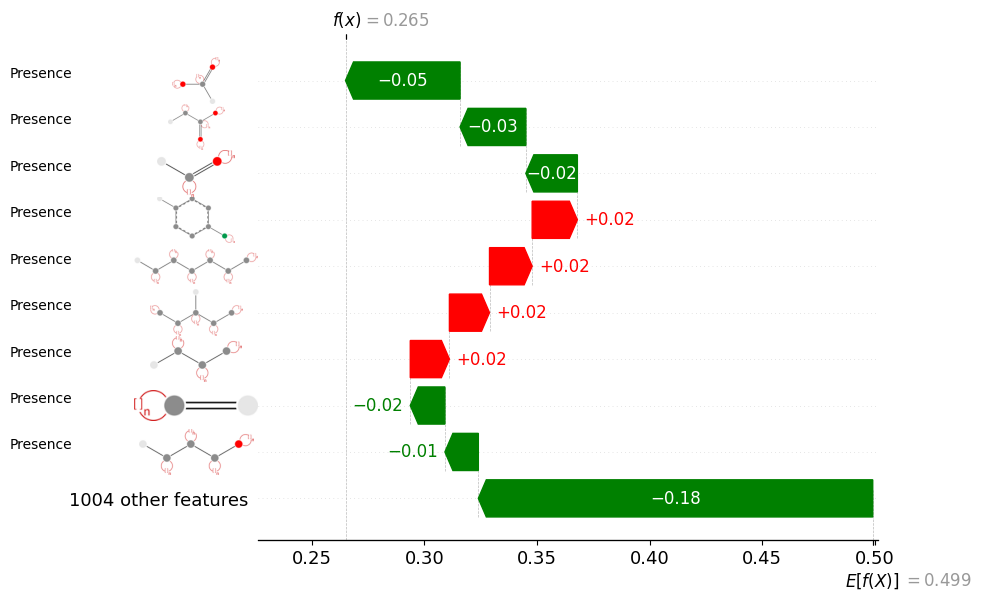 f(x) = 0.265
Presence −0.05
Presence −0.03
Presence −0.02
Presence +0.02
Presence +0.02
Presence +0.02
Presence +0.02
Presence []n −0.02
Presence −0.01
1004 other features −0.18
0.25 0.30 0.35 0.40 0.45 0.50
E[f(X)] = 0.499